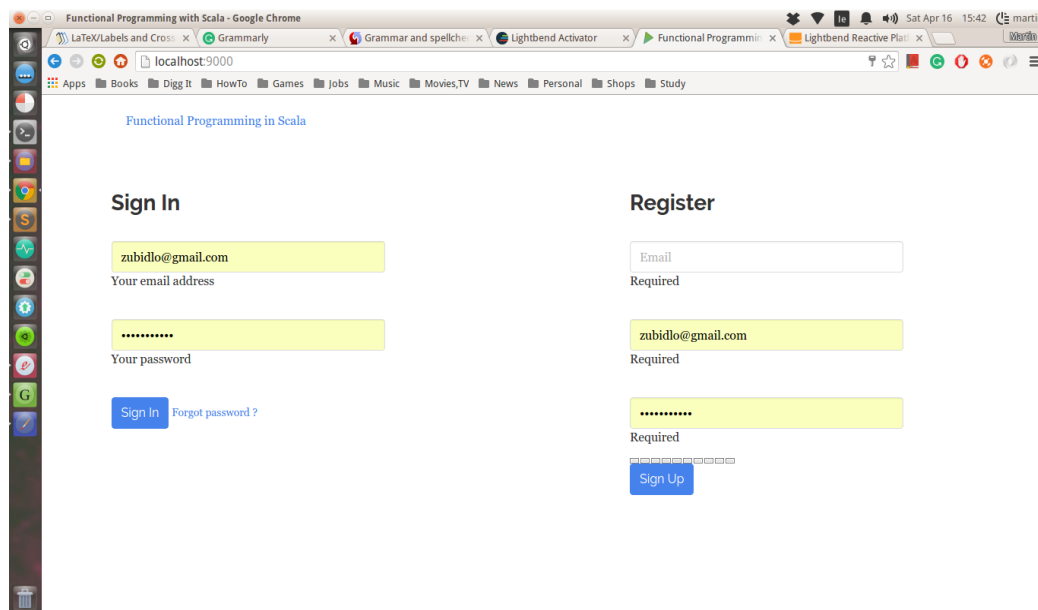 Functional Programming with Scala - Google Chrome
Ie Sat Apr 16 15:42 marti
LaTeX/Labels and Cross Grammarly Grammar and spellche Lightbend Activator Functional Programmin Lightbend Reactive Plat Martin
localhost:9000
Apps Books Digg It HowTo Games Jobs Music Movies,TV News Personal Shops Study
Functional Programming in Scala
Sign In
Register
zubidlo@gmail.com
Email
Your email address
Required
•••••••••••
zubidlo@gmail.com
Your password
Required
Sign In Forgot password ?
•••••••••••
Required
Sign Up